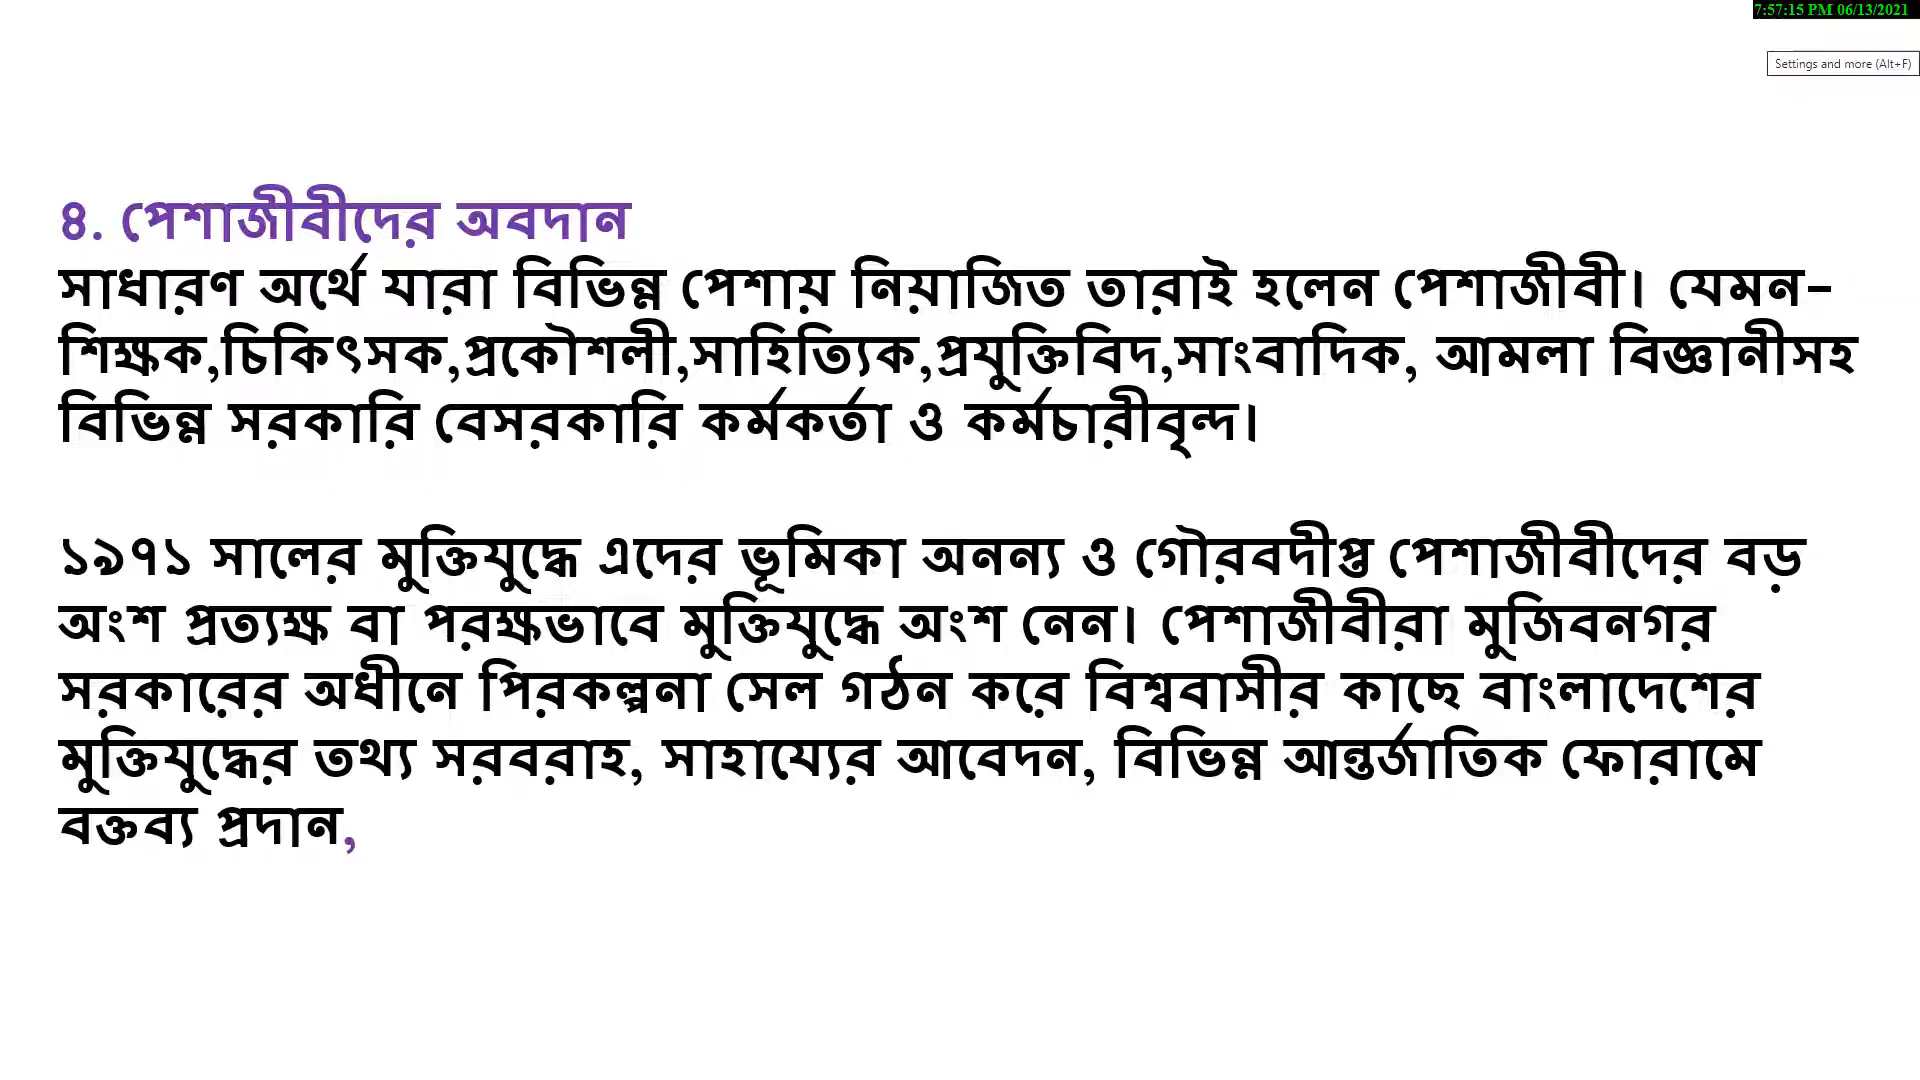 7:57:15 PM 06/13/2021
Settings and more (Alt+F)
৪. পেশাজীবীদের অবদান
সাধারণ অর্থে যারা বিভিন্ন পেশায় নিয়াজিত তারাই হলেন পেশাজীবী। যেমন–
শিক্ষক,চিকিৎসক,প্রকৌশলী,সাহিত্যিক,প্রযুক্তিবিদ,সাংবাদিক, আমলা বিজ্ঞানীসহ
বিভিন্ন সরকারি বেসরকারি কর্মকর্তা ও কর্মচারীবৃন্দ।
১৯৭১ সালের মুক্তিযুদ্ধে এদের ভূমিকা অনন্য ও গৌরবদীপ্ত পেশাজীবীদের বড়
অংশ প্রত্যক্ষ বা পরক্ষভাবে মুক্তিযুদ্ধে অংশ নেন। পেশাজীবীরা মুজিবনগর
সরকারের অধীনে পিরকল্পনা সেল গঠন করে বিশ্ববাসীর কাছে বাংলাদেশের
মুক্তিযুদ্ধের তথ্য সরবরাহ, সাহায্যের আবেদন, বিভিন্ন আন্তর্জাতিক ফোরামে
বক্তব্য প্রদান,